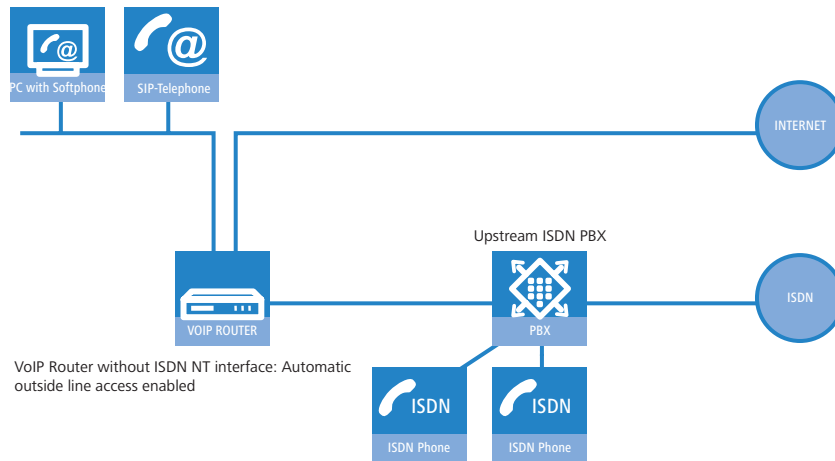 @
@
PC with Softphone
SIP-Telephone
INTERNET
Upstream ISDN PBX
VOIP ROUTER
PBX
ISDN
VoIP Router without ISDN NT interface: Automatic
outside line access enabled
ISDN
ISDN
ISDN Phone
ISDN Phone